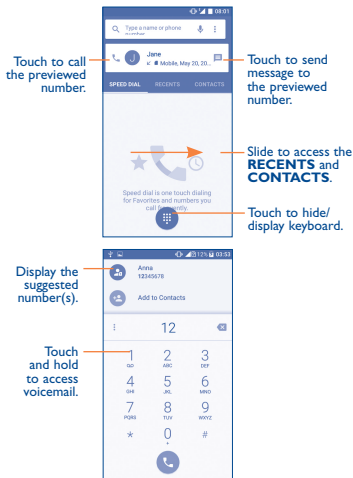 08:01
Type a name or phone
number
Touch to call
the previewed
number.
Jane
Mobile, May 20, 20...
Touch to send
message to
the previewed
number.
SPEED DIAL RECENTS CONTACTS
Slide to access the
RECENTS and
CONTACTS.
Speed dial is one touch dialing
for Favorites and numbers you
call frequently.
Touch to hide/
display keyboard.
12% 03:53
Display the
suggested
number(s).
Anna
12345678
Add to Contacts
12
Touch
and hold
to access
voicemail.
1 2 3
ABC DEF
4 5 6
GHI JKL MNO
7 8 9
PQRS TUV WXYZ
* 0 #
+